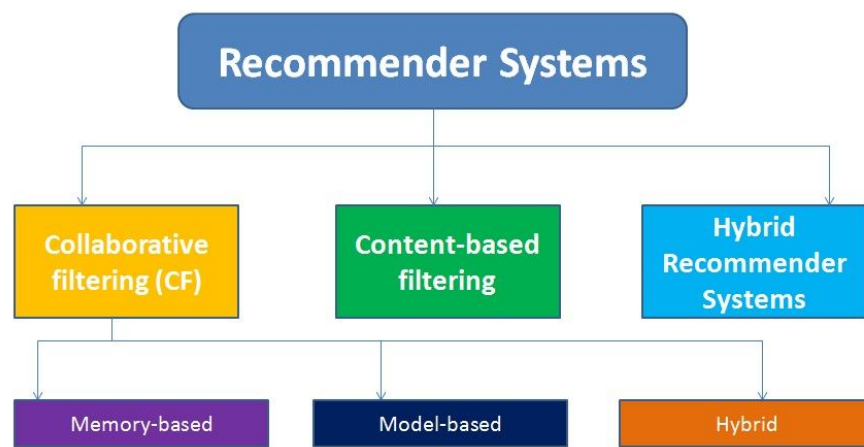 Recommender Systems
Collaborative
filtering (CF)
Content-based
filtering
Hybrid
Recommender
Systems
Memory-based
Model-based
Hybrid